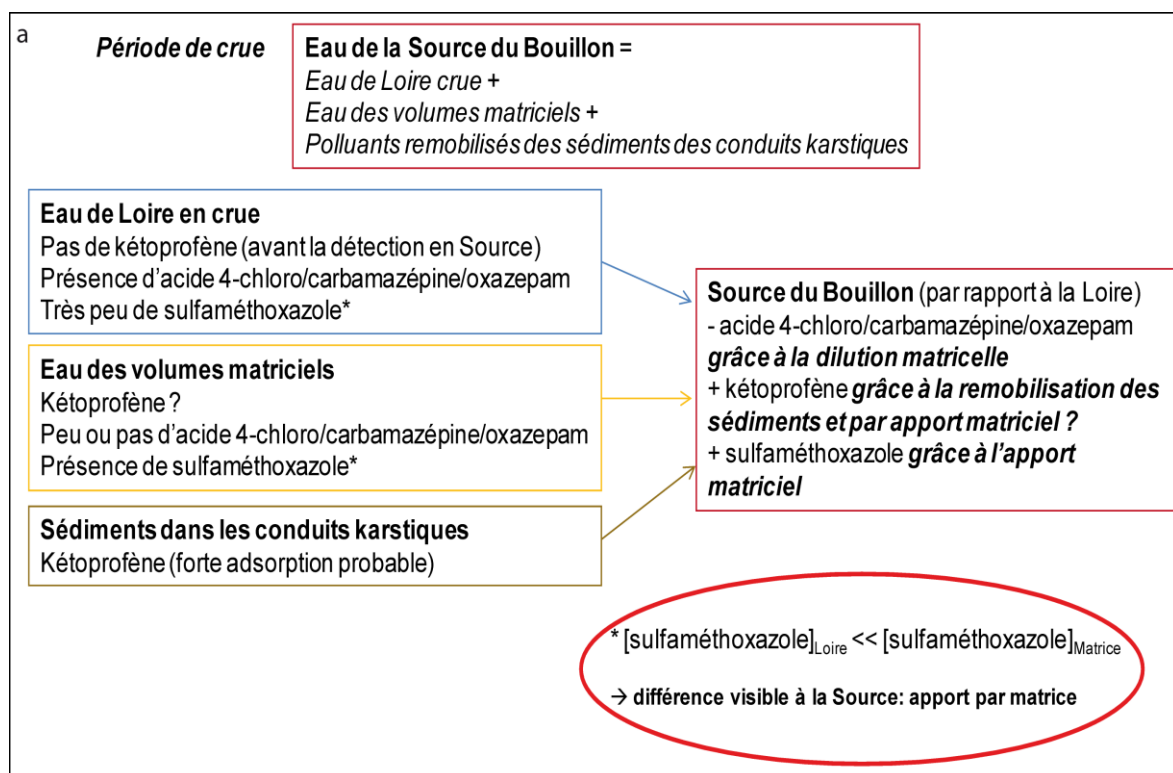 a
Période de crue
Eau de la Source du Bouillon =
Eau de Loire crue +
Eau des volumes matriciels +
Polluants remobilisés des sédiments des conduits karstiques
Eau de Loire en crue
Pas de kétoprofène (avant la détection en Source)
Présence d'acide 4-chloro/carbamazépine/oxazepam
Très peu de sulfaméthoxazole*
Eau des volumes matriciels
Kétoprofène ?
Peu ou pas d'acide 4-chloro/carbamazépine/oxazepam
Présence de sulfaméthoxazole*
Sédiments dans les conduits karstiques
Kétoprofène (forte adsorption probable)
Source du Bouillon (par rapport à la Loire)
- acide 4-chloro/carbamazépine/oxazepam
grâce à la dilution matricelle
+ kétoprofène grâce à la remobilisation des
sédiments et par apport matriciel ?
+ sulfaméthoxazole grâce à l'apport
matriciel
* [sulfaméthoxazole]Loire << [sulfaméthoxazole]Matrice
→ différence visible à la Source: apport par matrice